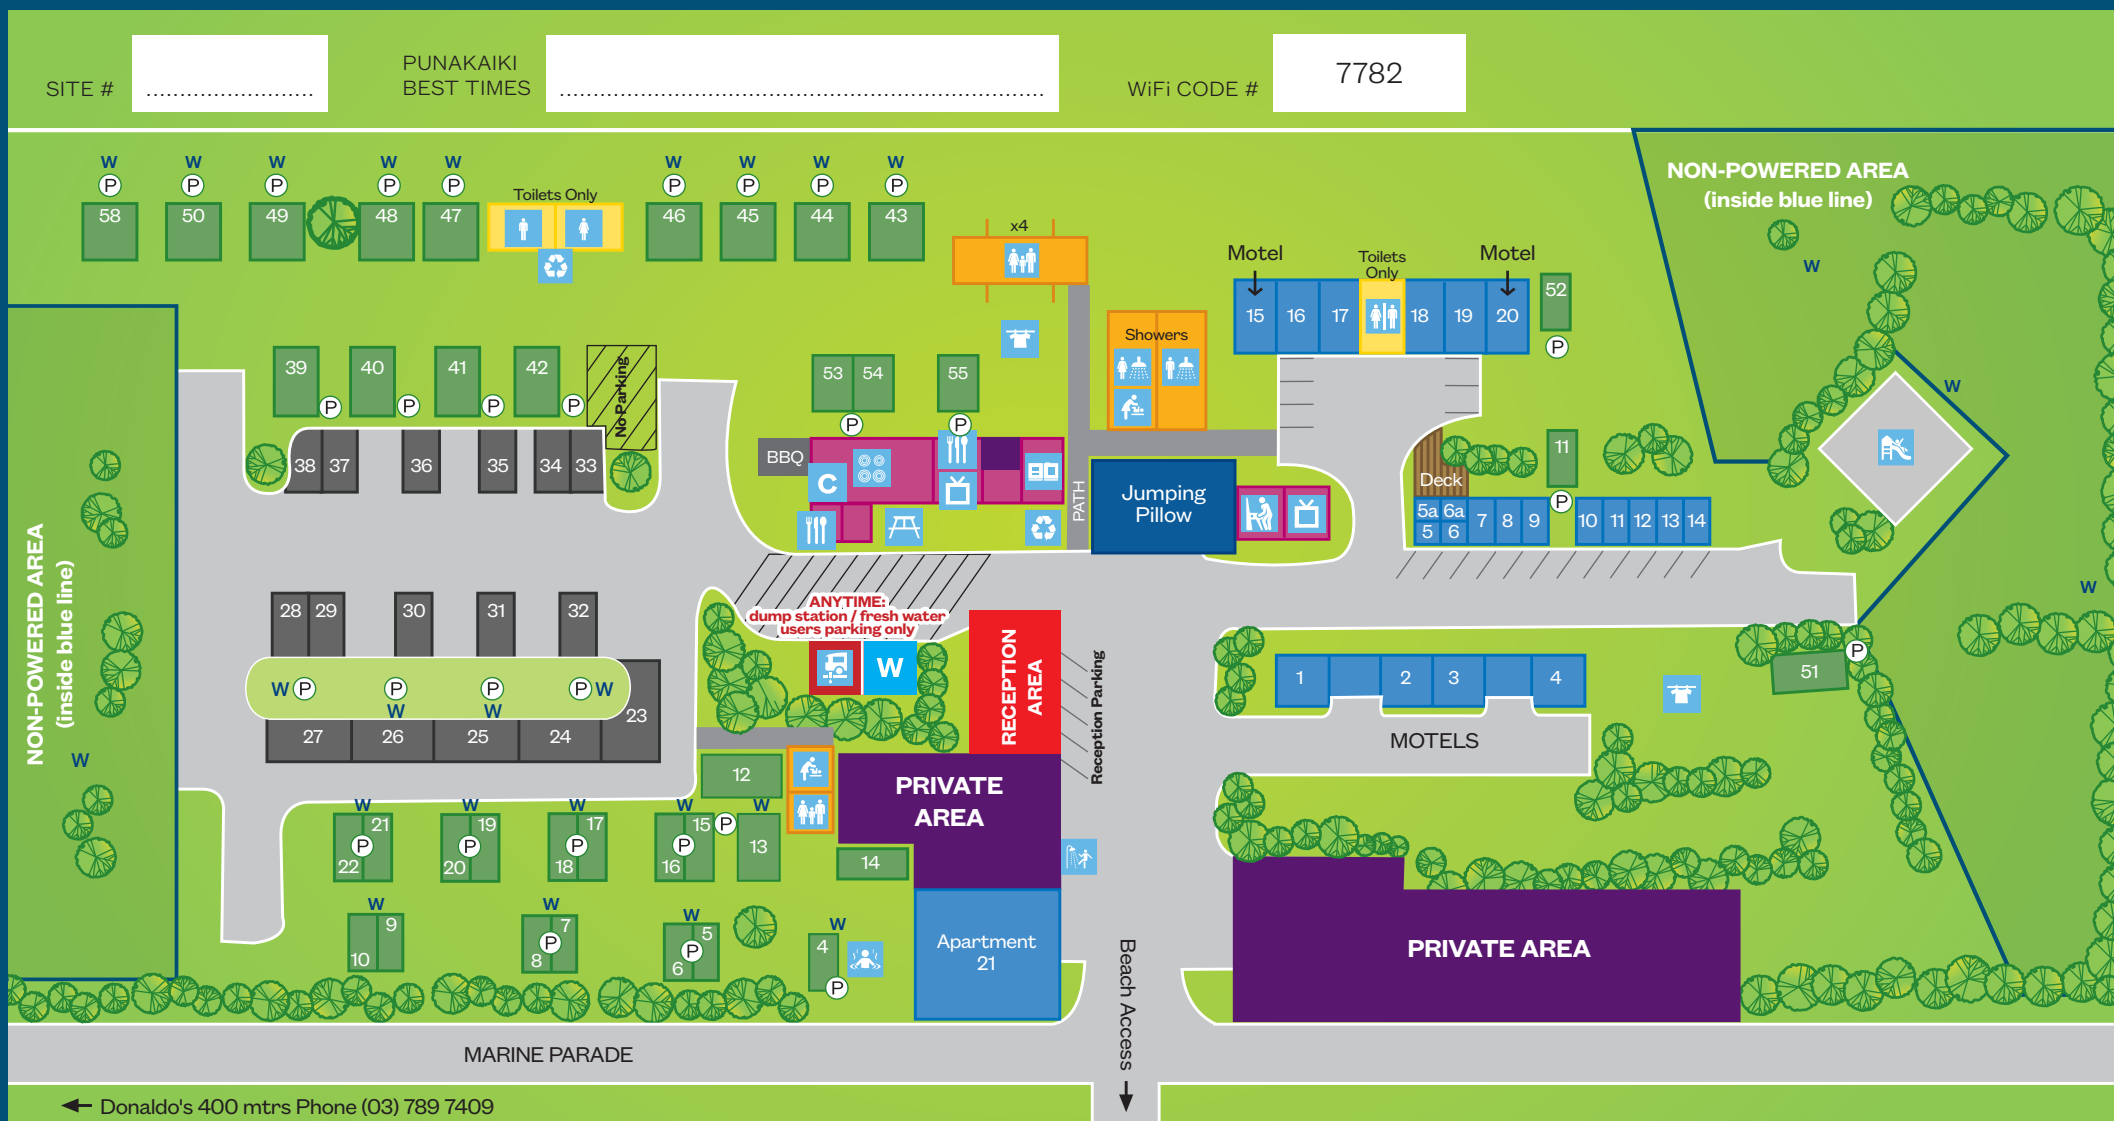 SITE #
........................
PUNAKAIKI
BEST TIMES
......................................................................
WiFi CODE #
7782
W W W W W W W W W
P P P P P P P P P
58 50 49 48 47
Toilets Only
46 45 44 43
x4
Motel
Toilets
Only
Motel
15 16 17 18 19 20
52
P
NON-POWERED AREA
(inside blue line)
W
W
W
39 P 40 P 41 P 42 P
No Parking
38 37 36 35 34 33
53 54
P
55
P
Showers
BBQ
C
PATH
Jumping
Pillow
Deck
11
P
5a 6a
5 6
7 8 9 10 11 12 13 14
NON-POWERED AREA
(inside blue line)
W
28 29 30 31 32
W P P P P W
W W
23
27 26 25 24
ANYTIME:
dump station / fresh water
users parking only
W
RECEPTION
AREA
Reception Parking
1 2 3 4
MOTELS
51
P
12
PRIVATE
AREA
W W W W W
21 19 17 15 P
P P P P
22 20 18 16 13
14
W W W W
9 7 5 4
P P P
10 8 6
Apartment
21
Beach Access
PRIVATE AREA
MARINE PARADE
Donaldo's 400 mtrs Phone (03) 789 7409